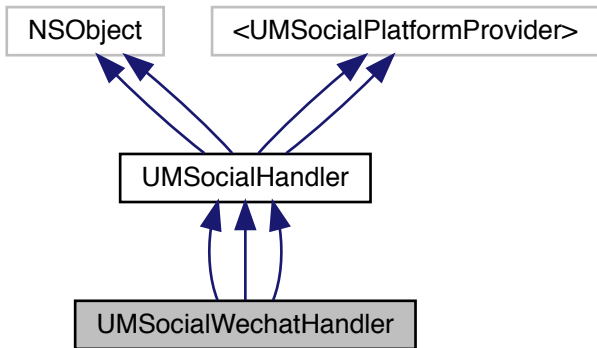 NSObject
<UMSocialPlatformProvider>
UMSocialHandler
UMSocialWechatHandler